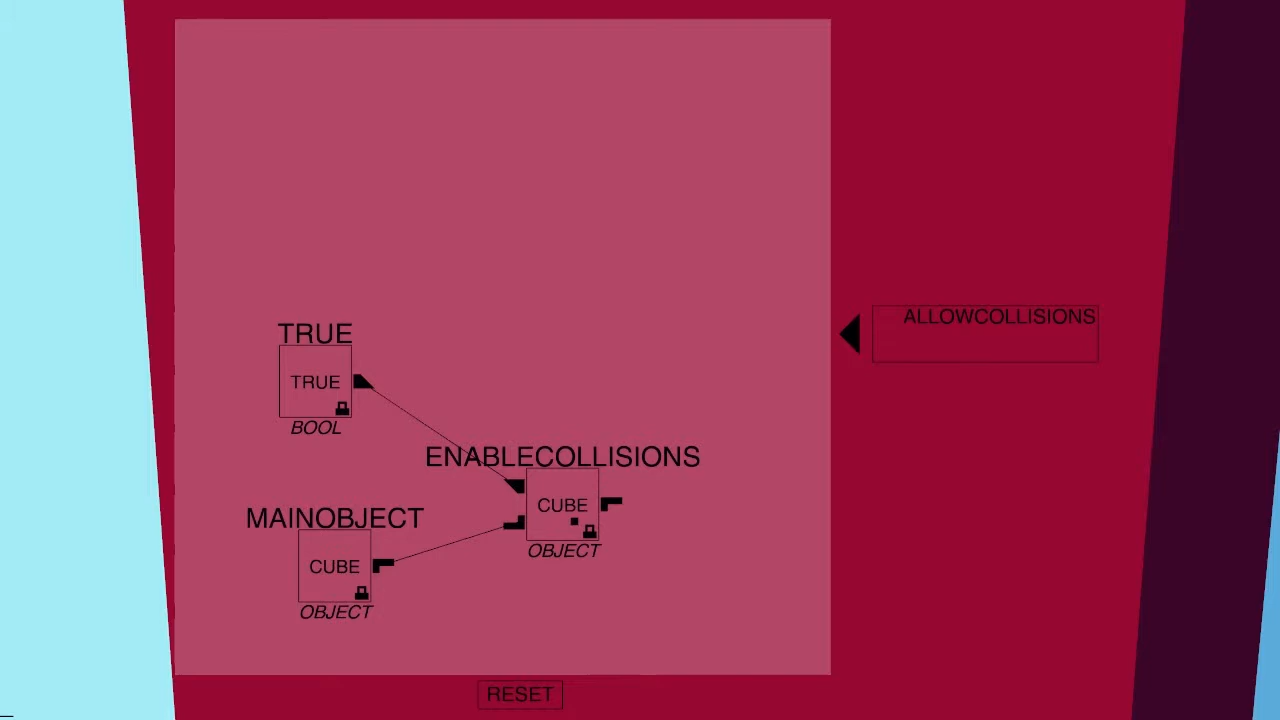 ALLOWCOLLISIONS
TRUE
TRUE
BOOL
ENABLECOLLISIONS
CUBE
OBJECT
MAINOBJECT
CUBE
OBJECT
RESET